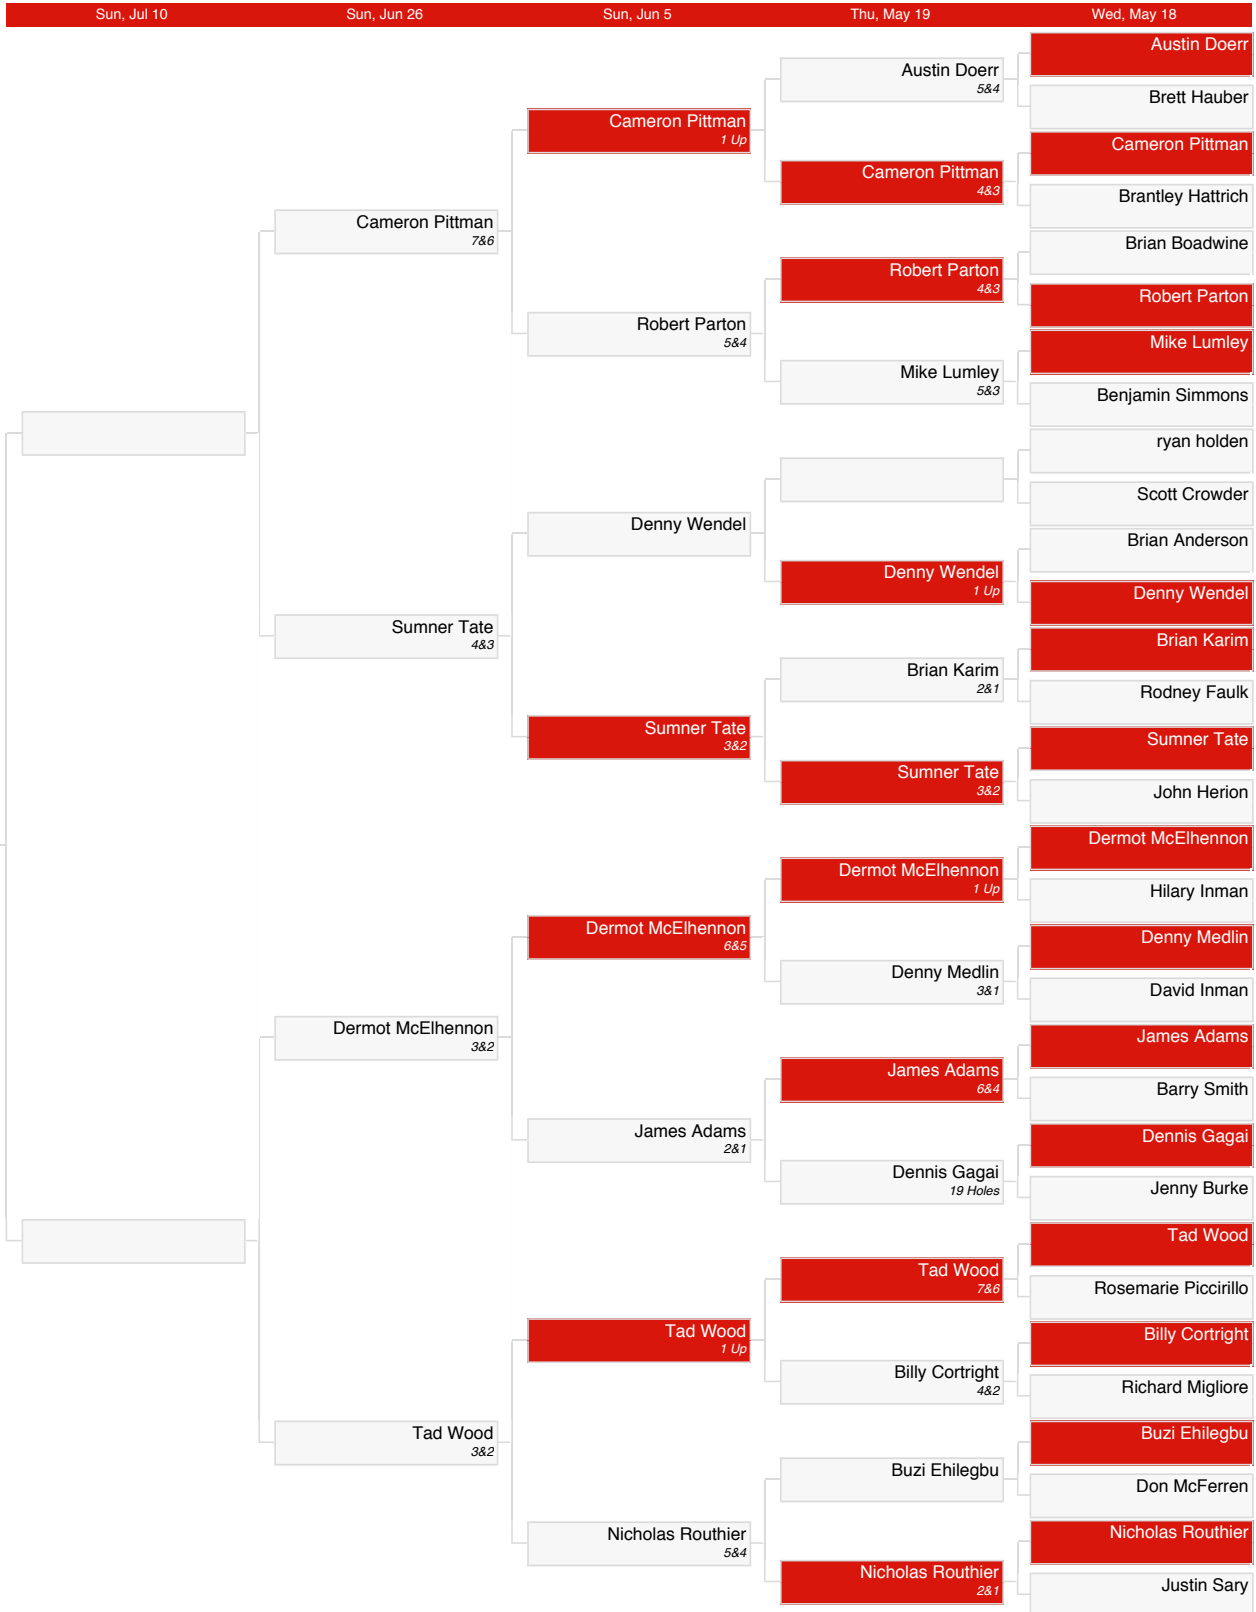 Sun, Jul 10
Sun, Jun 26
Sun, Jun 5
Thu, May 19
Wed, May 18
Cameron Pittman
7&6
Sumner Tate
4&3
Dermot McElhennon
3&2
Tad Wood
3&2
Cameron Pittman
1 Up
Robert Parton
5&4
Denny Wendel
Sumner Tate
3&2
Dermot McElhennon
6&5
James Adams
2&1
Tad Wood
1 Up
Nicholas Routhier
5&4
Austin Doerr
5&4
Cameron Pittman
4&3
Robert Parton
4&3
Mike Lumley
5&3
Denny Wendel
1 Up
Brian Karim
2&1
Sumner Tate
3&2
Dermot McElhennon
1 Up
Denny Medlin
3&1
James Adams
6&4
Dennis Gagai
19 Holes
Tad Wood
7&6
Billy Cortright
4&2
Buzi Ehilegbu
Nicholas Routhier
2&1
Austin Doerr
Brett Hauber
Cameron Pittman
Brantley Hattrich
Brian Boadwine
Robert Parton
Mike Lumley
Benjamin Simmons
ryan holden
Scott Crowder
Brian Anderson
Denny Wendel
Brian Karim
Rodney Faulk
Sumner Tate
John Herion
Dermot McElhennon
Hilary Inman
Denny Medlin
David Inman
James Adams
Barry Smith
Dennis Gagai
Jenny Burke
Tad Wood
Rosemarie Piccirillo
Billy Cortright
Richard Migliore
Buzi Ehilegbu
Don McFerren
Nicholas Routhier
Justin Sary